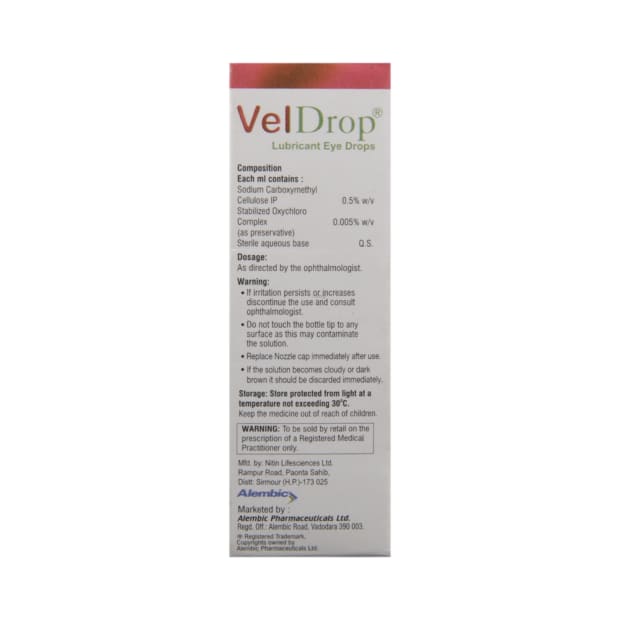 VelDrop®
Lubricant Eye Drops
Composition
Each ml contains :
Sodium Carboxymethyl
Cellulose IP 0.5% w/v
Stabilized Oxychloro
Complex 0.005% w/v
(as preservative)
Sterile aqueous base Q.S.
Dosage:
As directed by the ophthalmologist.
Warning:
• If irritation persists or increases
discontinue the use and consult
ophthalmologist.
• Do not touch the bottle tip to any
surface as this may contaminate
the solution.
• Replace Nozzle cap immediately after use.
• If the solution becomes cloudy or dark
brown it should be discarded immediately.
Storage: Store protected from light at a
temperature not exceeding 30°C.
Keep the medicine out of reach of children.
WARNING: To be sold by retail on the
prescription of a Registered Medical
Practitioner only.
Mfd. by: Nitin Lifesciences Ltd.
Rampur Road, Paonta Sahib,
Distt: Sirmour (H.P.)-173 025
Alembic
Marketed by :
Alembic Pharmaceuticals Ltd.
Regd. Off.: Alembic Road, Vadodara 390 003.
® Registered Trademark,
Copyrights owned by
Alembic Pharmaceuticals Ltd.